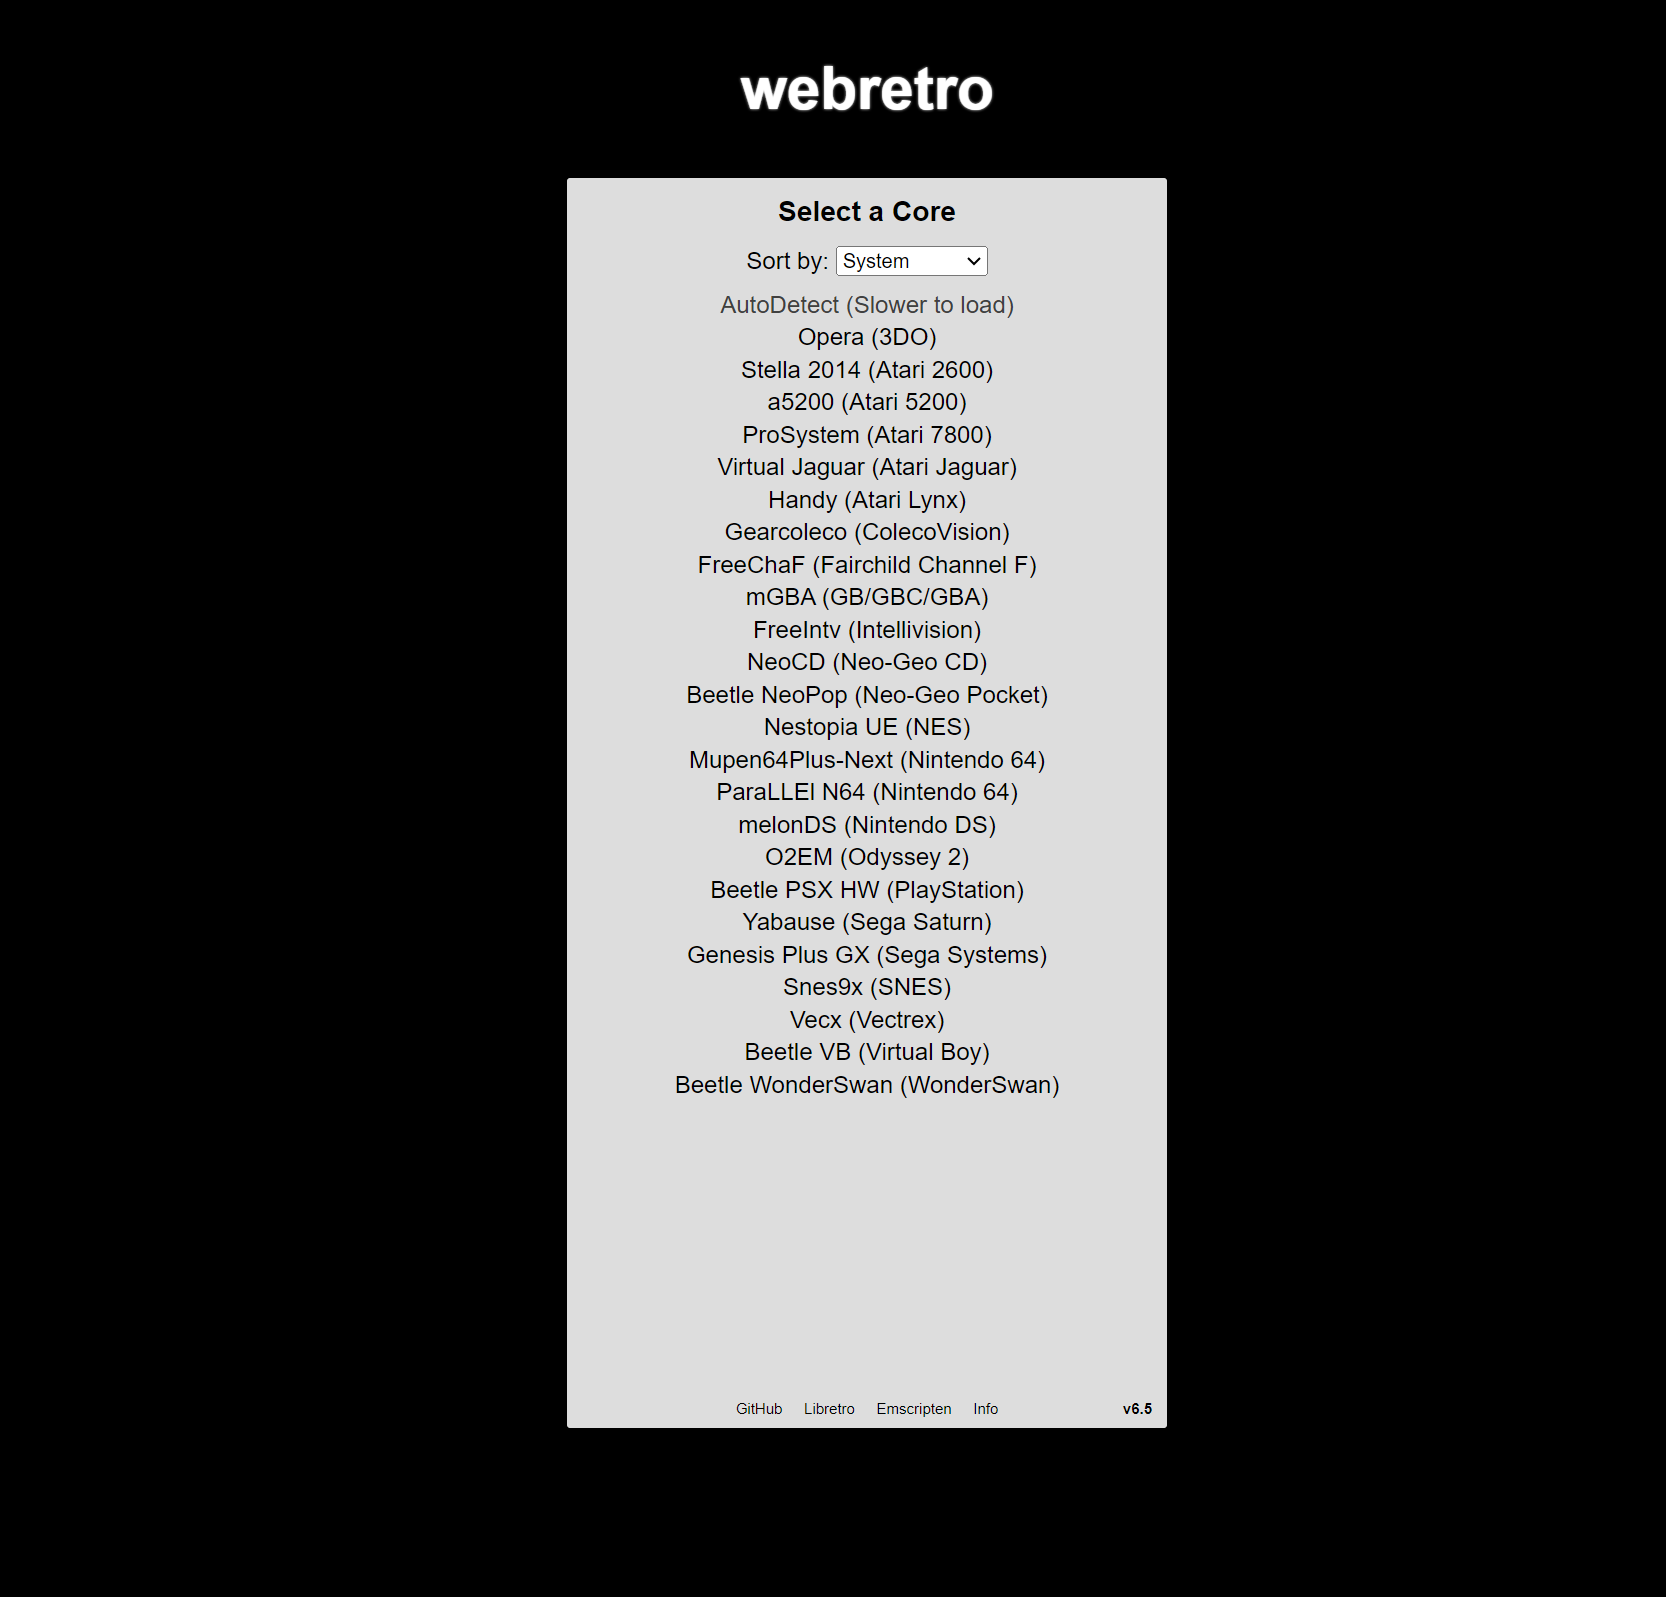 webretro
Select a Core
Sort by: System
AutoDetect (Slower to load)
Opera (3DO)
Stella 2014 (Atari 2600)
a5200 (Atari 5200)
ProSystem (Atari 7800)
Virtual Jaguar (Atari Jaguar)
Handy (Atari Lynx)
Gearcoleco (ColecoVision)
FreeChaF (Fairchild Channel F)
mGBA (GB/GBC/GBA)
FreeIntv (Intellivision)
NeoCD (Neo-Geo CD)
Beetle NeoPop (Neo-Geo Pocket)
Nestopia UE (NES)
Mupen64Plus-Next (Nintendo 64)
ParaLLEl N64 (Nintendo 64)
melonDS (Nintendo DS)
O2EM (Odyssey 2)
Beetle PSX HW (PlayStation)
Yabause (Sega Saturn)
Genesis Plus GX (Sega Systems)
Snes9x (SNES)
Vecx (Vectrex)
Beetle VB (Virtual Boy)
Beetle WonderSwan (WonderSwan)
GitHub Libretro Emscripten Info v6.5